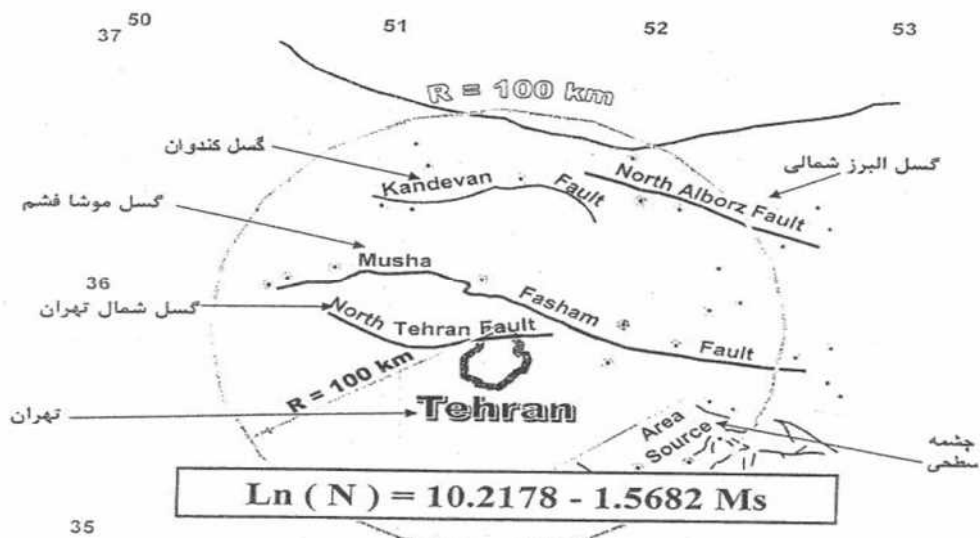 50
51
52
53
37
R = 100 km
گسل کندوان
گسل البرز شمالی
Kandevan Fault
North Alborz Fault
گسل موشا فشم
Musha Fasham Fault
36
گسل شمال تهران
North Tehran Fault
R = 100 km
تهران
Tehran
Area Source
چشمه
سطحی
Ln ( N ) = 10.2178 - 1.5682 Ms
35